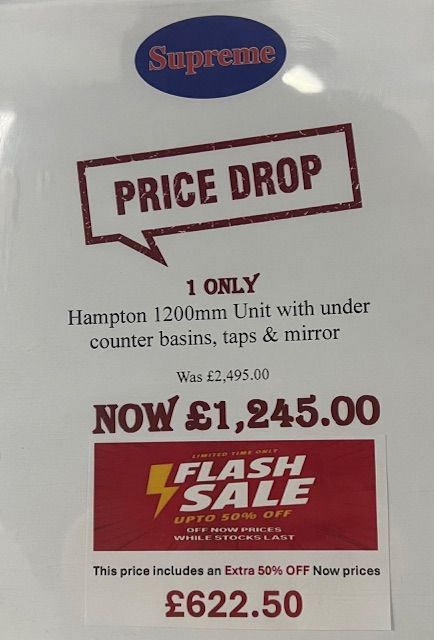 Supreme
PRICE DROP
1 ONLY
Hampton 1200mm Unit with under
counter basins, taps & mirror
Was £2,495.00
NOW £1,245.00
LIMITED TIME ONLY
FLASH
SALE
UPTO 50% OFF
OFF NOW PRICES
WHILE STOCKS LAST
This price includes an Extra 50% OFF Now prices
£622.50